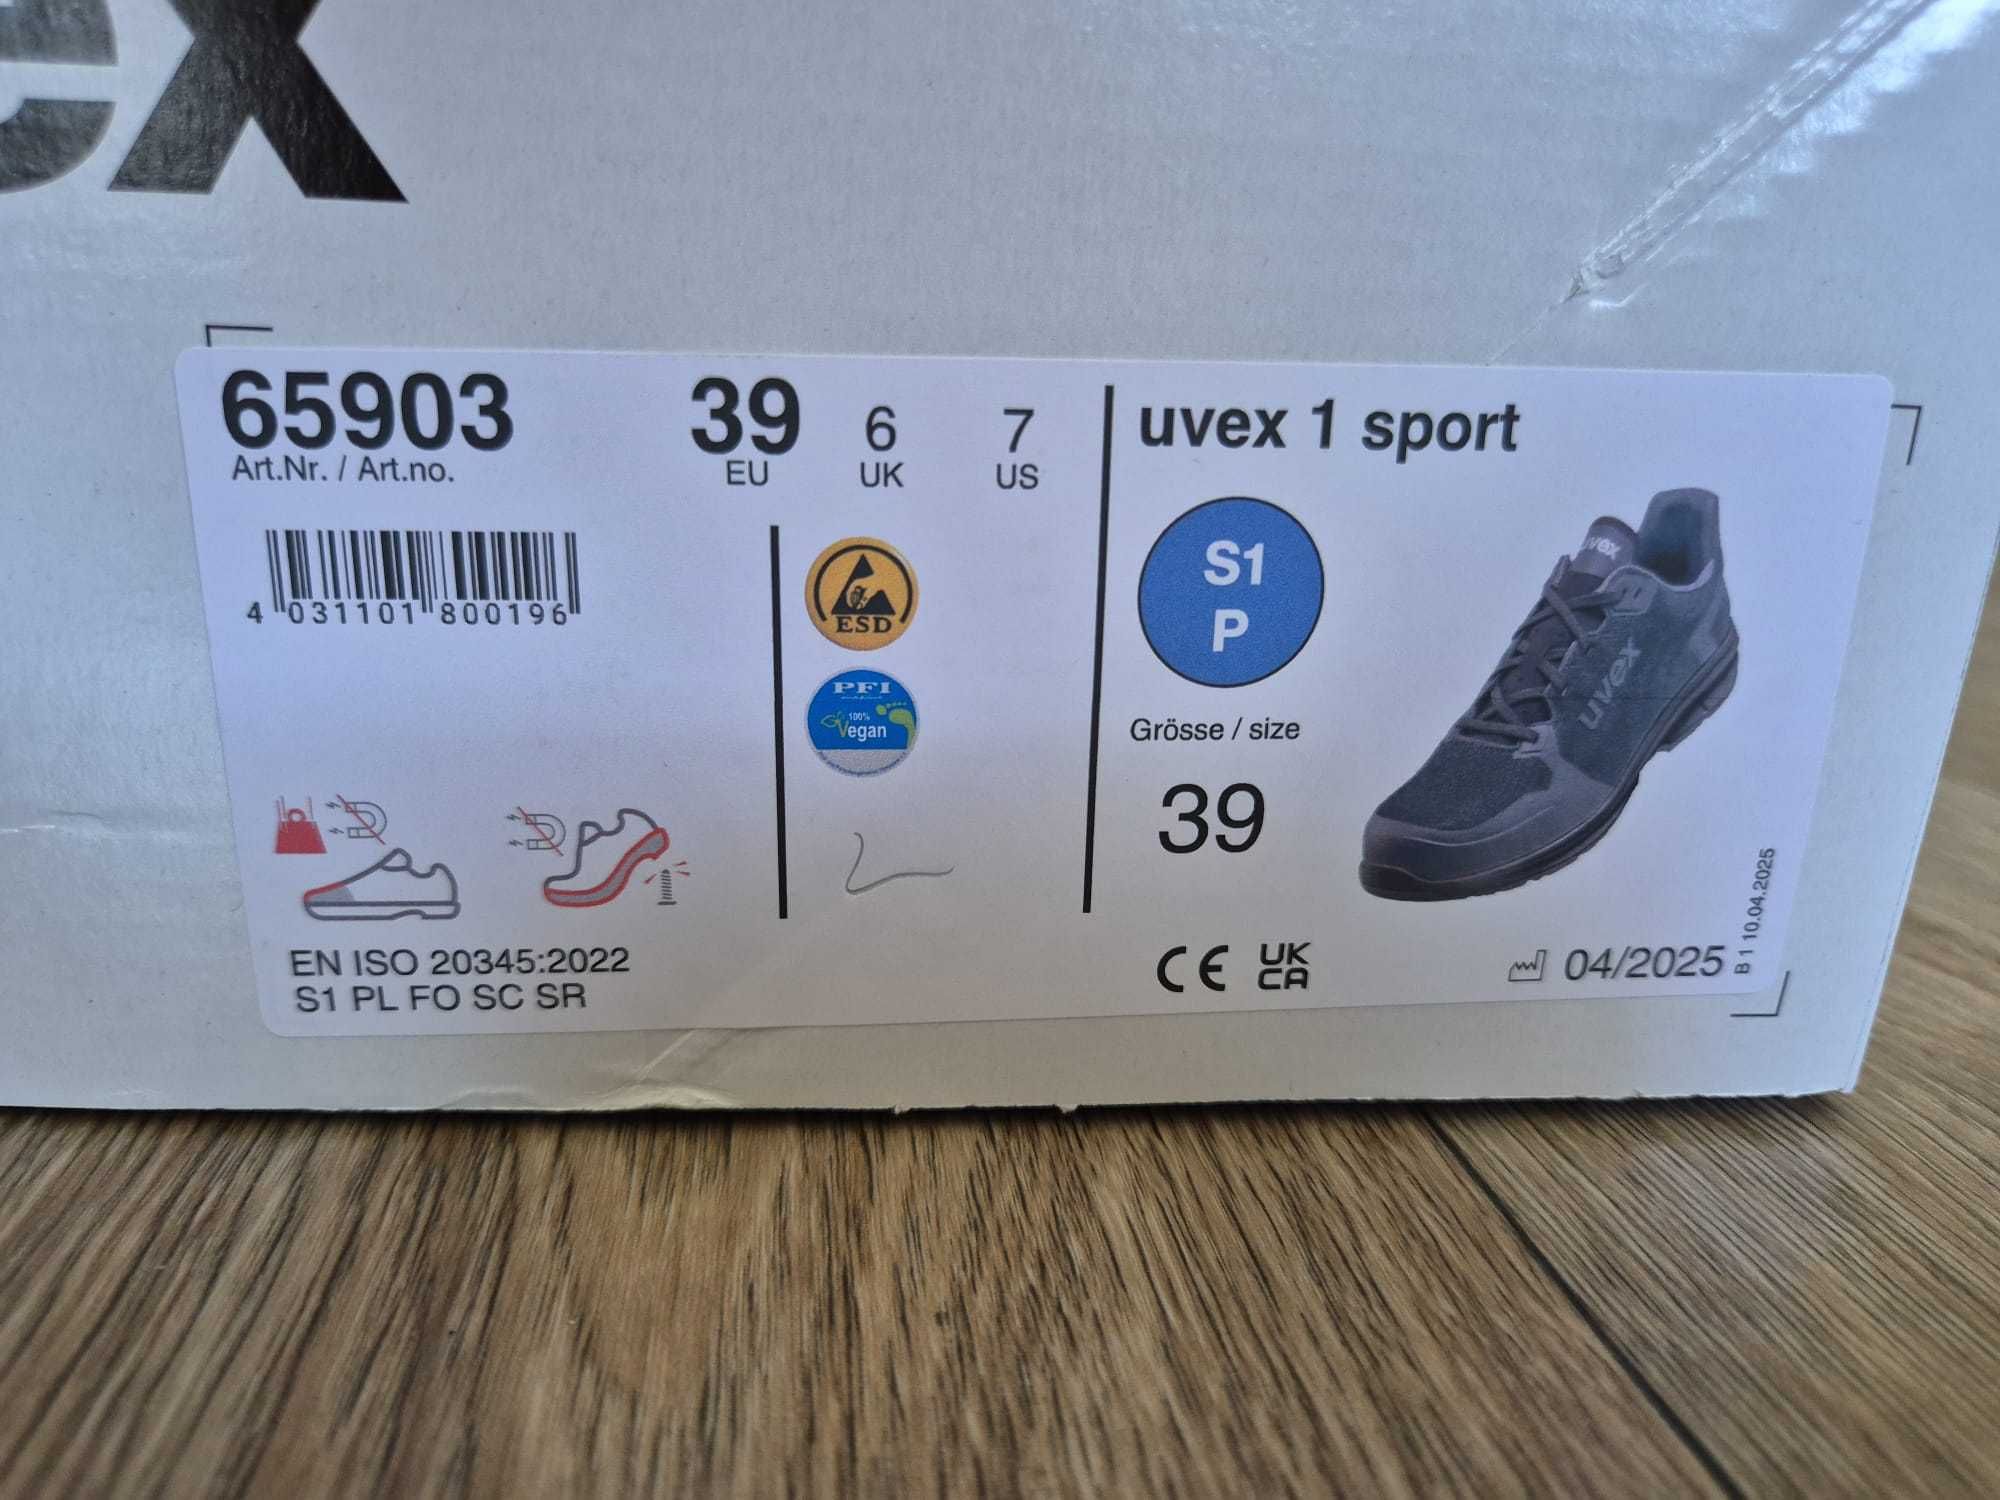 ex
65903
Art.Nr. / Art.no.
39
EU
6
UK
7
US
uvex 1 sport
4 031101 800196
ESD
PFI
100%
Vegan
S1
P
Grösse / size
39
uvex
uvex
EN ISO 20345:2022
S1 PL FO SC SR
CE
UK
CA
04/2025
B 1 10.04.2025